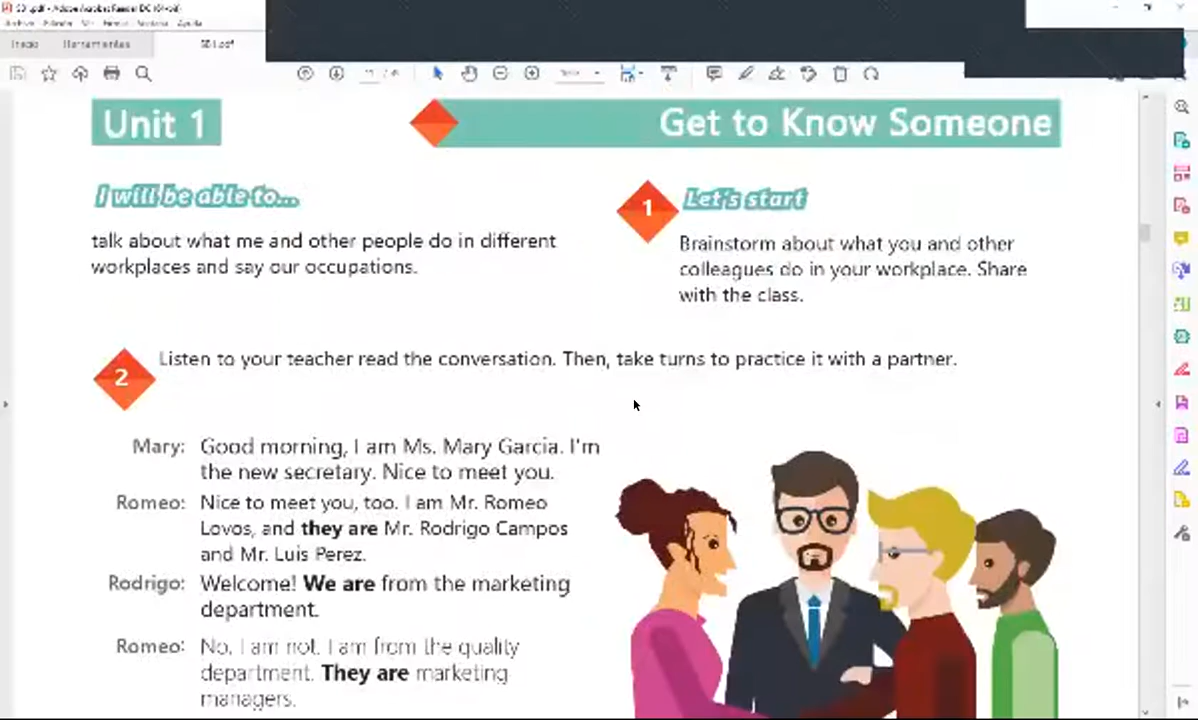 Inicio
Herramientas
Unit 1
Get to Know Someone
I will be able to...
talk about what me and other people do in different
workplaces and say our occupations.
1
Let's start
Brainstorm about what you and other
colleagues do in your workplace. Share
with the class.
2
Listen to your teacher read the conversation. Then, take turns to practice it with a partner.
Mary: Good morning, I am Ms. Mary Garcia. I'm
the new secretary. Nice to meet you.
Romeo: Nice to meet you, too. I am Mr. Romeo
Lovos, and they are Mr. Rodrigo Campos
and Mr. Luis Perez.
Rodrigo: Welcome! We are from the marketing
department.
Romeo: No, I am not. I am from the quality
department. They are marketing
managers.